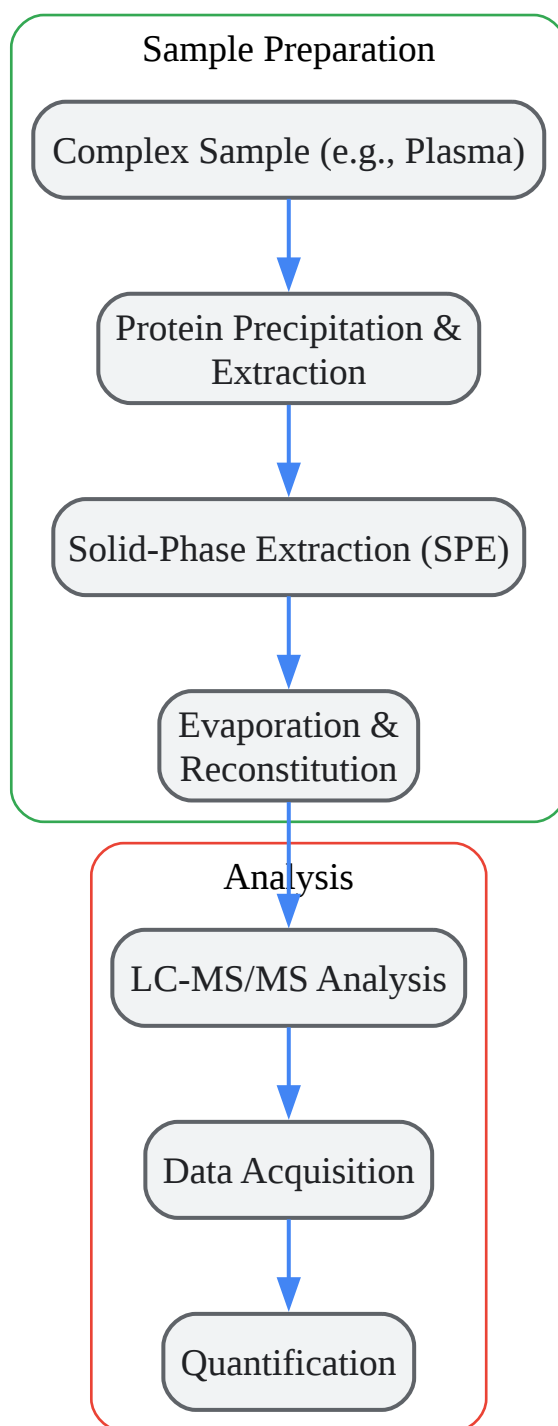 Sample Preparation
Complex Sample (e.g., Plasma)
Protein Precipitation &
Extraction
Solid-Phase Extraction (SPE)
Evaporation &
Reconstitution
Analysis
LC-MS/MS Analysis
Data Acquisition
Quantification